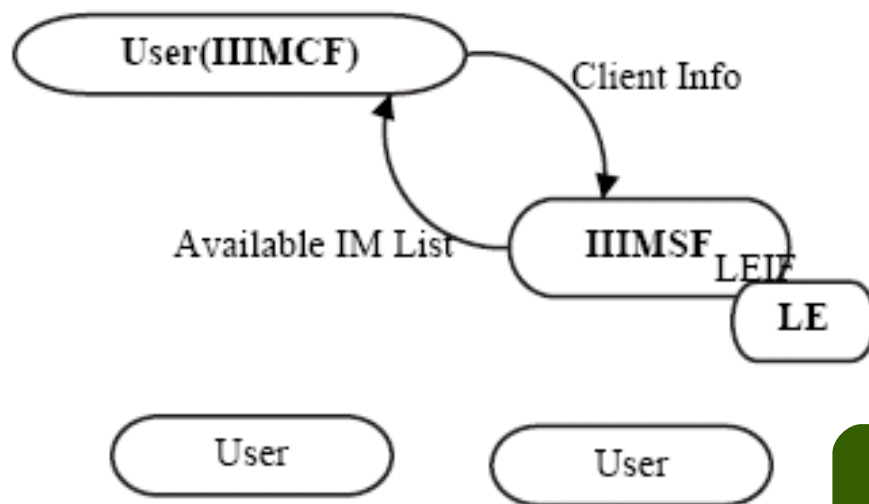 User(IIIMCF)
Client Info
Available IM List
IIIMSF
LEIF
LE
User
User